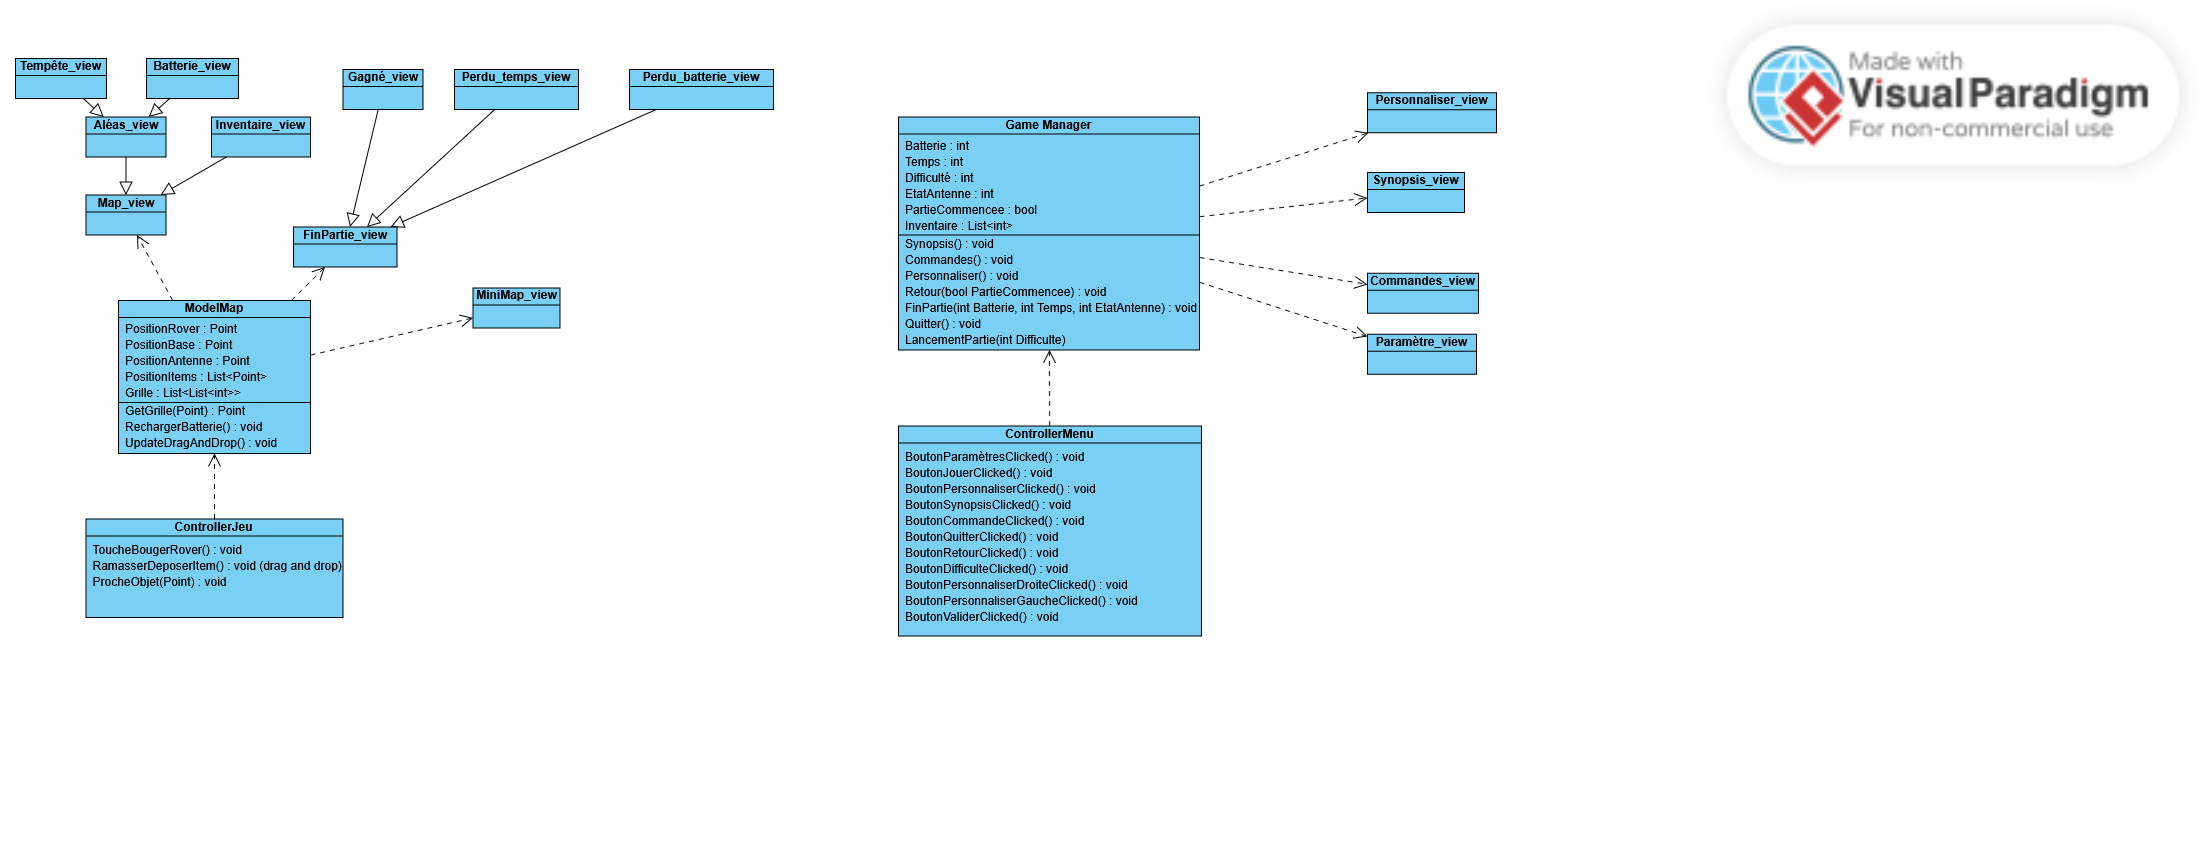 Tempête_view
Batterie_view
Aléas_view
Inventaire_view
Map_view
Gagné_view
Perdu_temps_view
Perdu_batterie_view
FinPartie_view
MiniMap_view
ModelMap
PositionRover : Point
PositionBase : Point
PositionAntenne : Point
PositionItems : List<Point>
Grille : List<List<int>>
GetGrille(Point) : Point
RechargerBatterie() : void
UpdateDragAndDrop() : void
ControllerJeu
ToucheBougerRover() : void
RamasserDeposerItem() : void (drag and drop)
ProcheObjet(Point) : void
Game Manager
Batterie : int
Temps : int
Difficulté : int
EtatAntenne : int
PartieCommencee : bool
Inventaire : List<int>
Synopsis() : void
Commandes() : void
Personnaliser() : void
Retour(bool PartieCommencee) : void
FinPartie(int Batterie, int Temps, int EtatAntenne) : void
Quitter() : void
LancementPartie(int Difficulte)
ControllerMenu
BoutonParamètresClicked() : void
BoutonJouerClicked() : void
BoutonPersonnaliserClicked() : void
BoutonSynopsisClicked() : void
BoutonCommandeClicked() : void
BoutonQuitterClicked() : void
BoutonRetourClicked() : void
BoutonDifficulteClicked() : void
BoutonPersonnaliserDroiteClicked() : void
BoutonPersonnaliserGaucheClicked() : void
BoutonValiderClicked() : void
Personnaliser_view
Synopsis_view
Commandes_view
Paramètre_view
Made with
Visual Paradigm
For non-commercial use